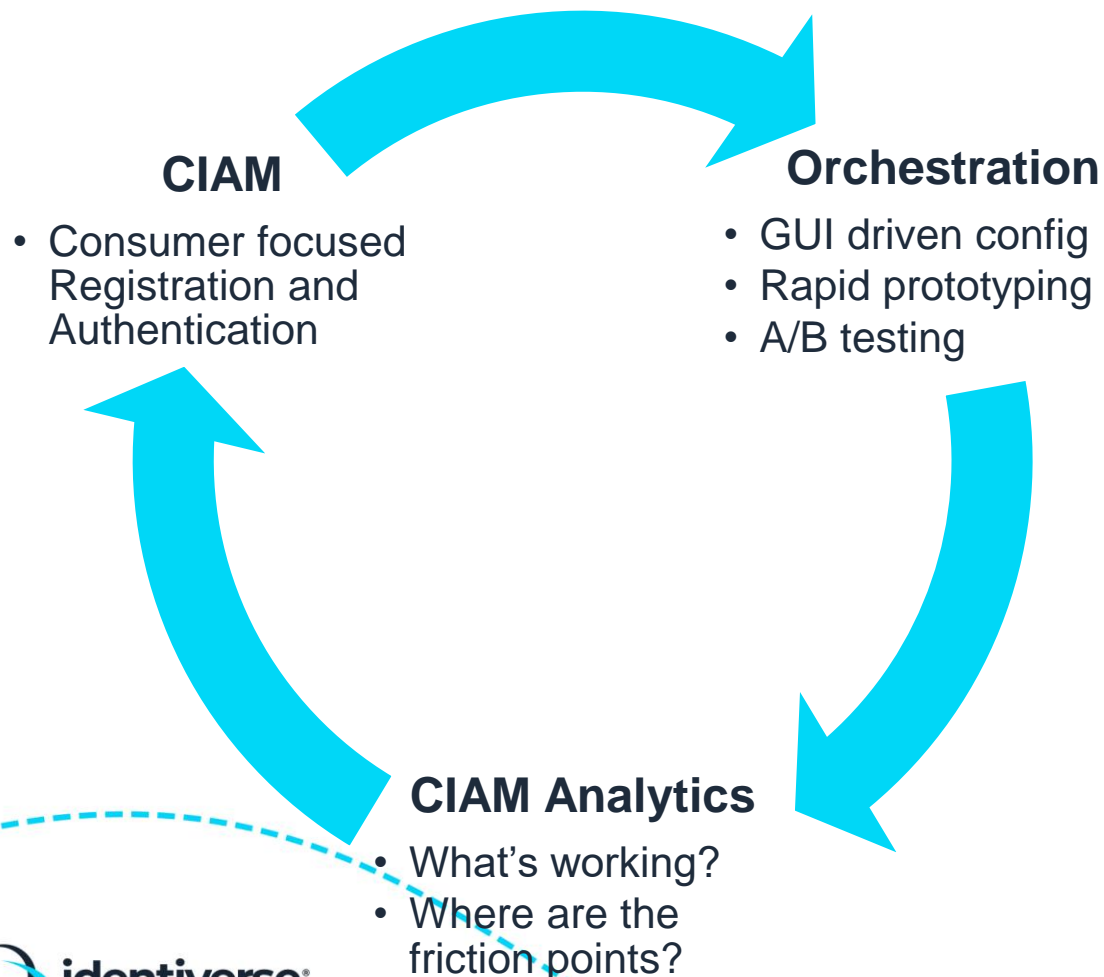 CIAM
• Consumer focused
Registration and
Authentication
Orchestration
• GUI driven config
• Rapid prototyping
• A/B testing
CIAM Analytics
• What’s working?
• Where are the
friction points?
identiverse®